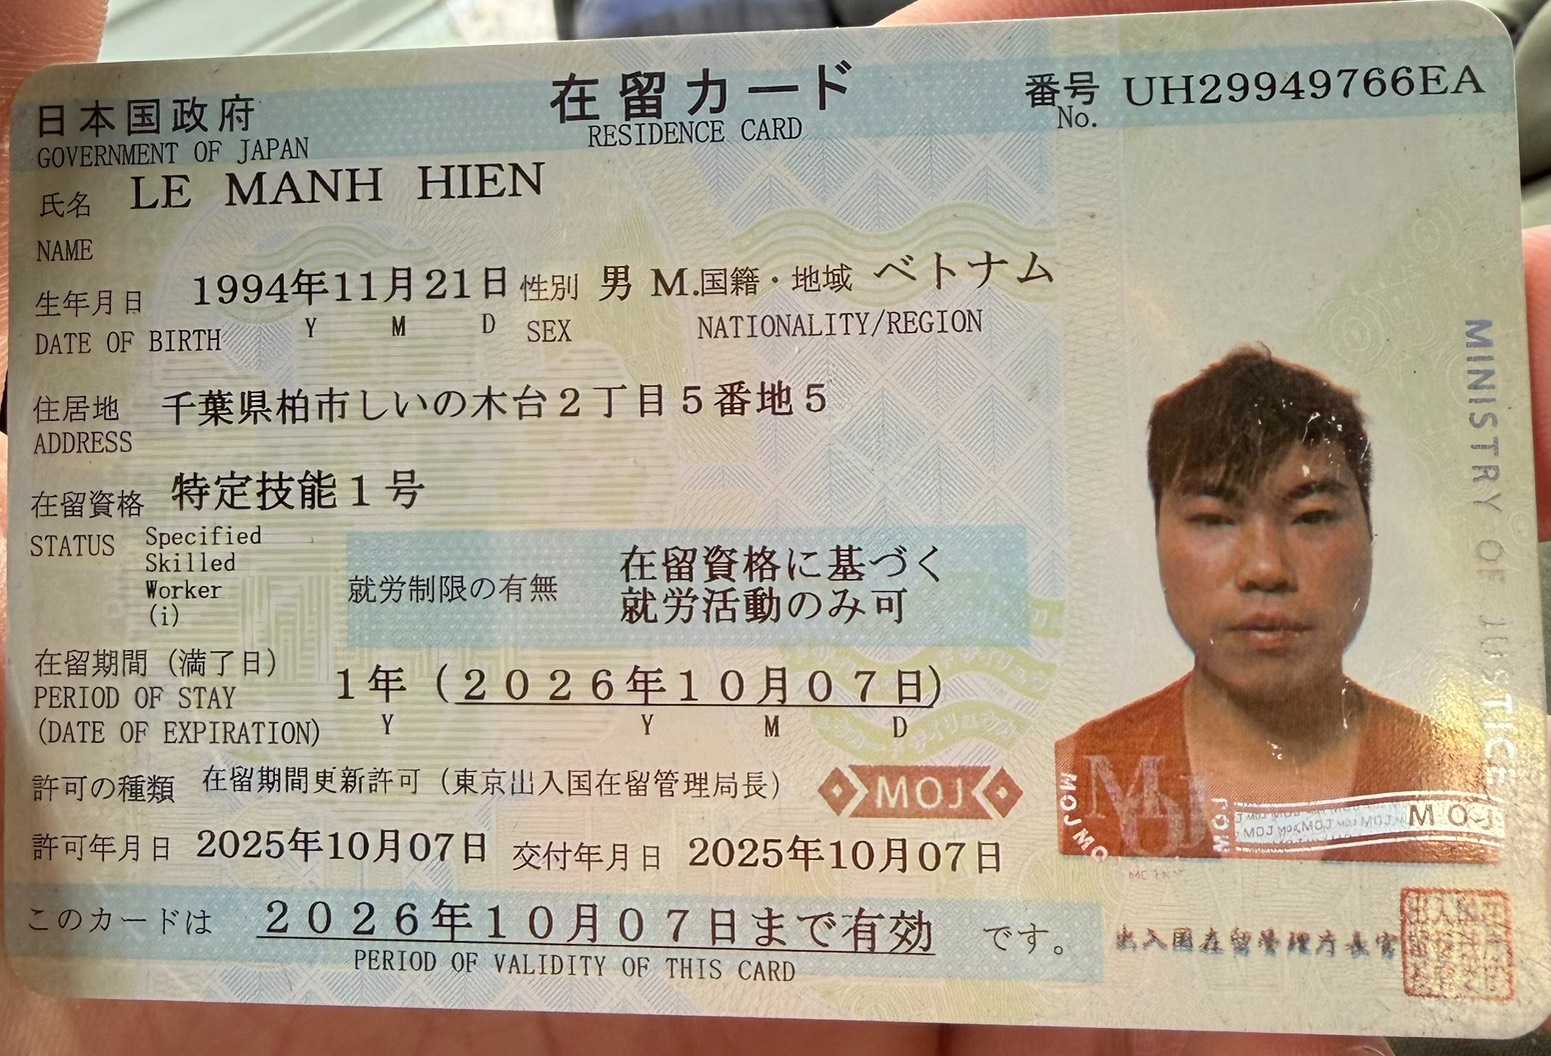 日本国政府 在留カード 番号 UH29949766EA
GOVERNMENT OF JAPAN RESIDENCE CARD No.
氏名 LE MANH HIEN
NAME
生年月日 1994年11月21日 性別 男 M. 国籍・地域 ベトナム
DATE OF BIRTH Y M D SEX NATIONALITY/REGION
住居地 千葉県柏市しいの木台2丁目5番地5
ADDRESS
在留資格 特定技能1号
STATUS Specified
Skilled
Worker
(i)
就労制限の有無 在留資格に基づく
就労活動のみ可
在留期間(満了日)
PERIOD OF STAY
(DATE OF EXPIRATION)
1年(2026年10月07日)
Y Y M D
許可の種類 在留期間更新許可(東京出入国在留管理局長)
MOJ
許可年月日 2025年10月07日 交付年月日 2025年10月07日
このカードは 2026年10月07日まで有効 です。
PERIOD OF VALIDITY OF THIS CARD
MINISTRY OF JUSTICE
MOJ
MOJ
出入国在留管理庁長官